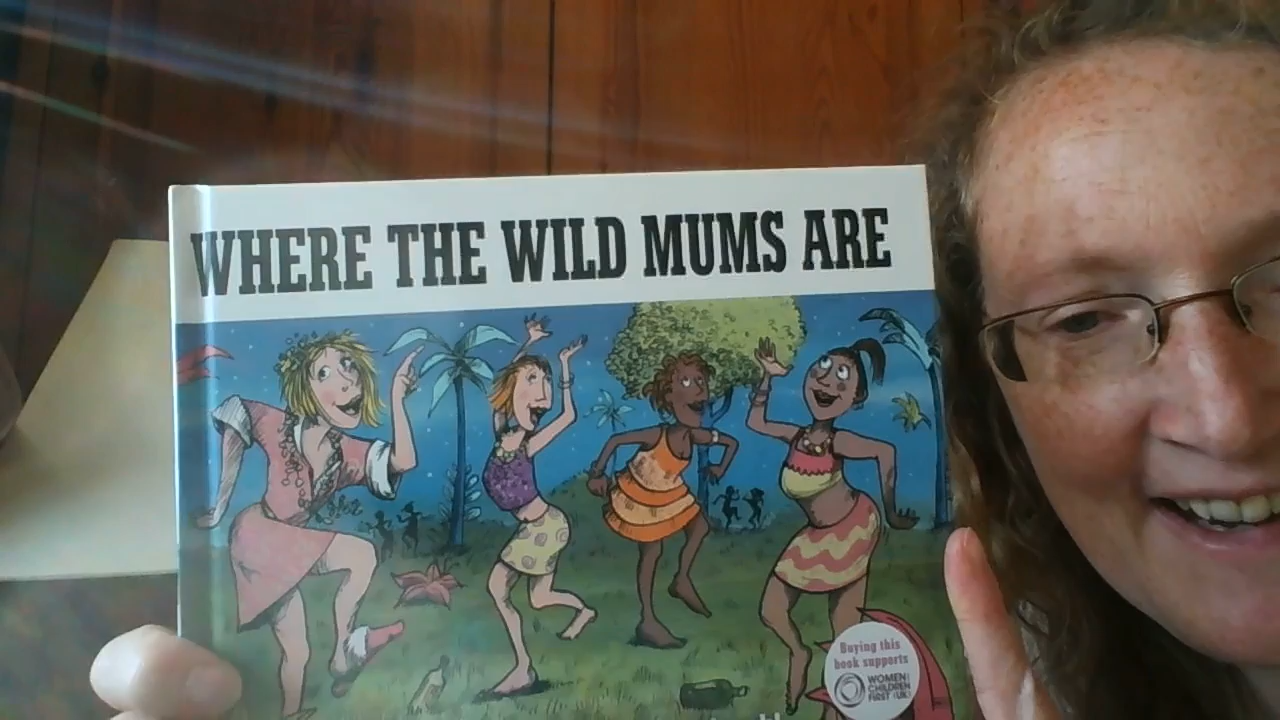 WHERE THE WILD MUMS ARE
Buying this
book supports
WOMEN
CHILDREN
FIRST (UK)